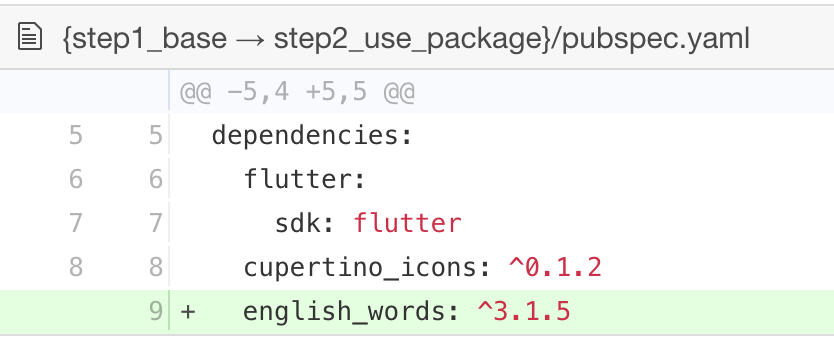 {step1_base → step2_use_package}/pubspec.yaml
@@ -5,4 +5,5 @@
5 5 dependencies:
6 6 flutter:
7 7 sdk: flutter
8 8 cupertino_icons: ^0.1.2
9 + english_words: ^3.1.5